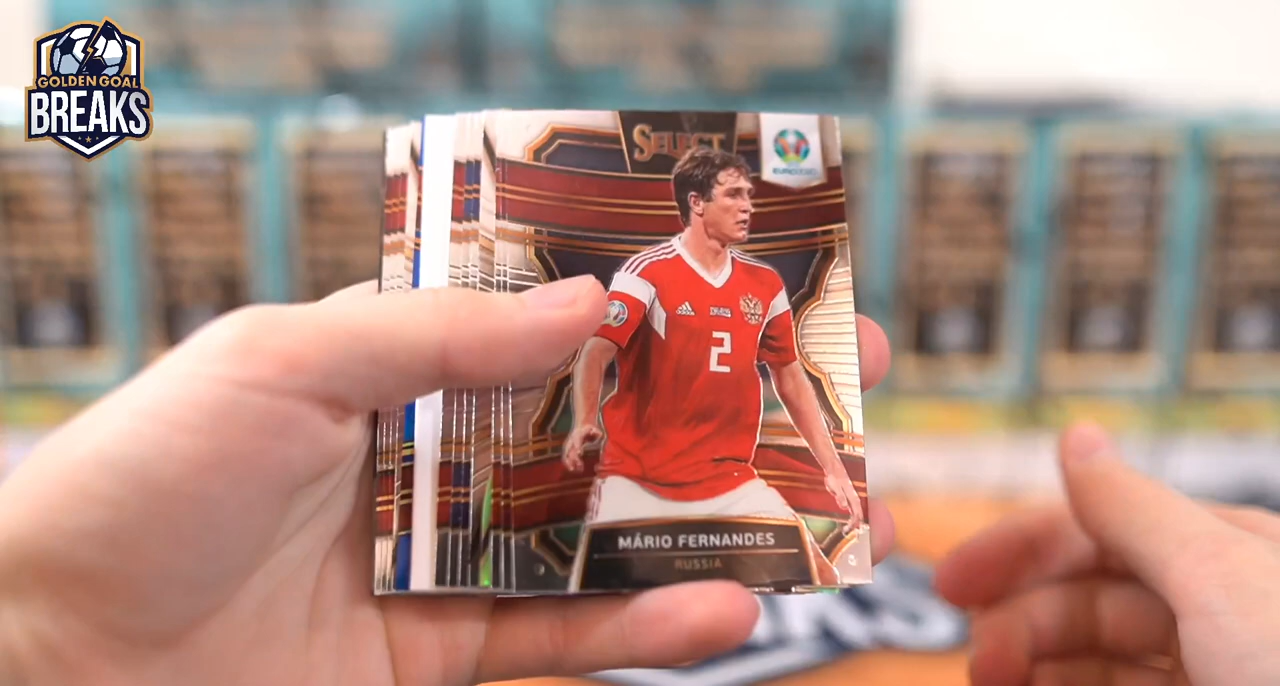 GOLDEN GOAL
BREAKS
SELECT
EURO2020
2
MÁRIO FERNANDES
RUSSIA